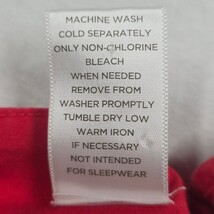 MACHINE WASH
COLD SEPARATELY
ONLY NON-CHLORINE
BLEACH
WHEN NEEDED
REMOVE FROM
WASHER PROMPTLY
TUMBLE DRY LOW
WARM IRON
IF NECESSARY
NOT INTENDED
FOR SLEEPWEAR